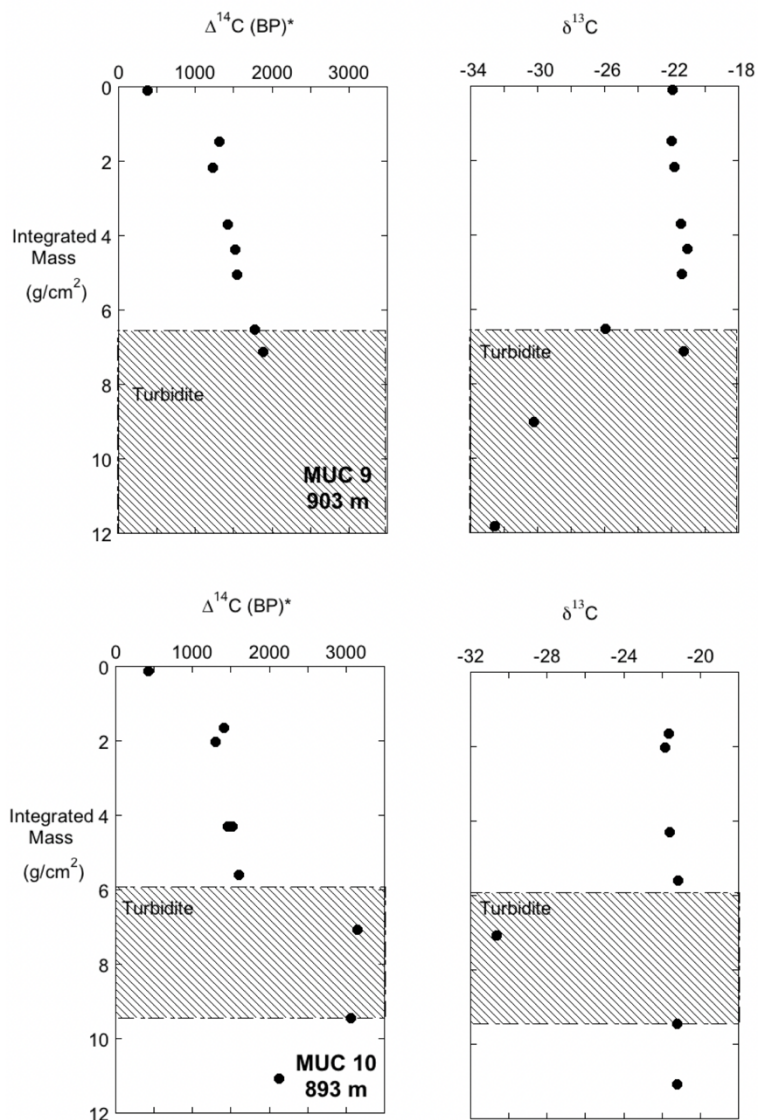 Δ¹⁴C (BP)*
δ¹³C
0 1000 2000 3000
-34 -30 -26 -22 -18
0
2
Integrated 4
Mass
(g/cm²)
6
Turbidite
Turbidite
8
10
MUC 9
903 m
12
Δ¹⁴C (BP)*
δ¹³C
0 1000 2000 3000
-32 -28 -24 -20
0
2
Integrated 4
Mass
(g/cm²)
6
Turbidite
Turbidite
8
10
MUC 10
893 m
12